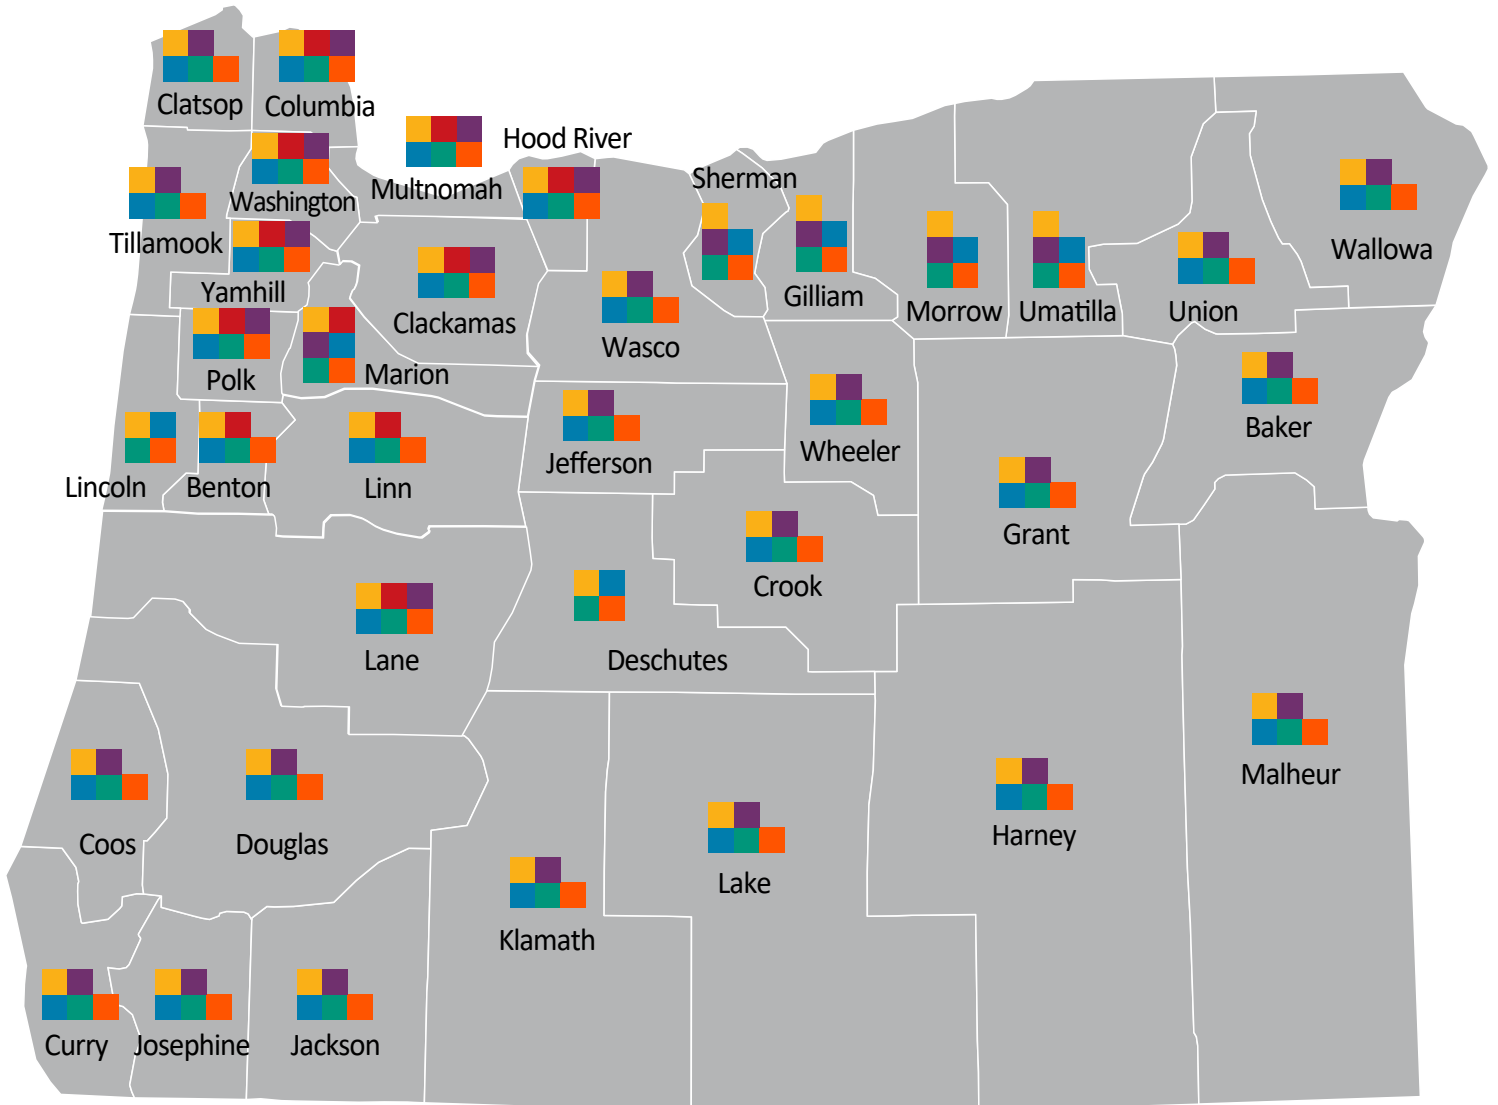 Clatsop
Columbia
Hood River
Multnomah
Sherman
Washington
Tillamook
Wallowa
Yamhill
Gilliam
Morrow
Umatilla
Union
Clackamas
Wasco
Polk
Marion
Baker
Wheeler
Jefferson
Lincoln
Benton
Linn
Grant
Crook
Lane
Deschutes
Malheur
Harney
Coos
Douglas
Lake
Klamath
Curry
Josephine
Jackson